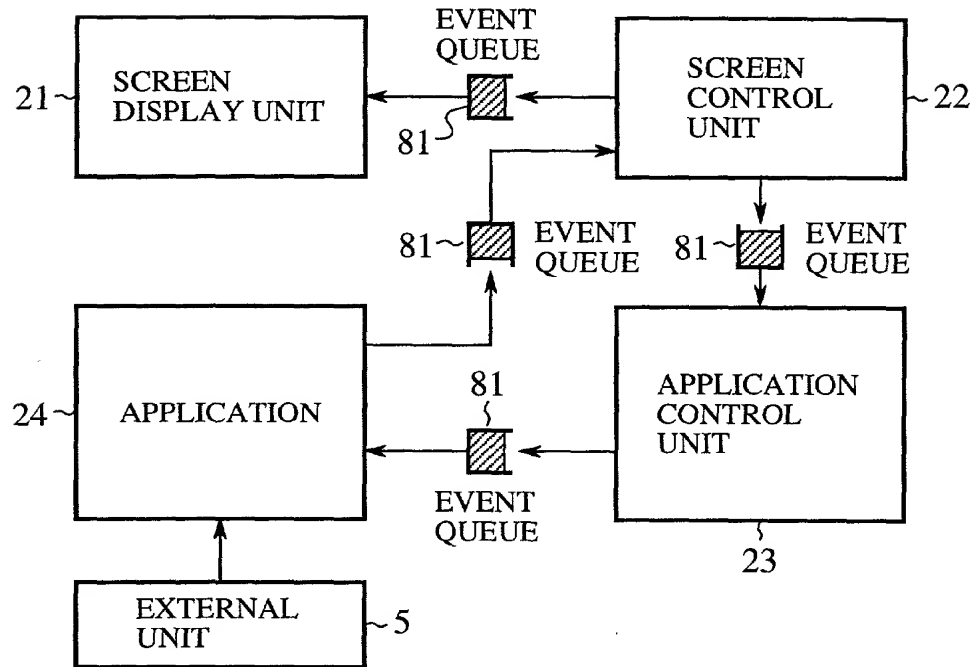 EVENT
QUEUE
SCREEN
DISPLAY UNIT
21
81
SCREEN
CONTROL
UNIT
22
81
EVENT
QUEUE
81
EVENT
QUEUE
24
APPLICATION
81
EVENT
QUEUE
APPLICATION
CONTROL
UNIT
23
EXTERNAL
UNIT
5